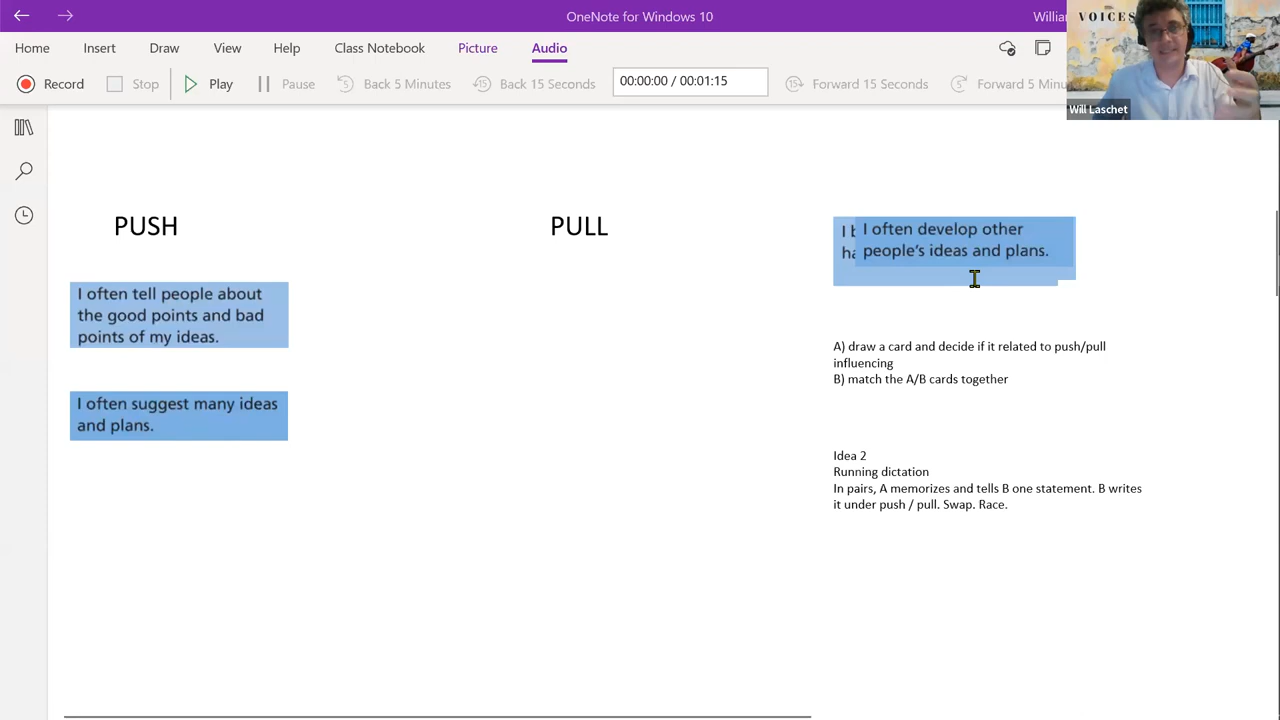 OneNote for Windows 10
VOICES
Home Insert Draw View Help Class Notebook Picture Audio
Record Stop Play Pause Back 5 Minutes Back 15 Seconds 00:00:00 / 00:01:15 Forward 15 Seconds Forward 5
Will Laschet
PUSH
I often tell people about
the good points and bad
points of my ideas.
I often suggest many ideas
and plans.
PULL
I often develop other
people's ideas and plans.
A) draw a card and decide if it related to push/pull
influencing
B) match the A/B cards together
Idea 2
Running dictation
In pairs, A memorizes and tells B one statement. B writes
it under push / pull. Swap. Race.